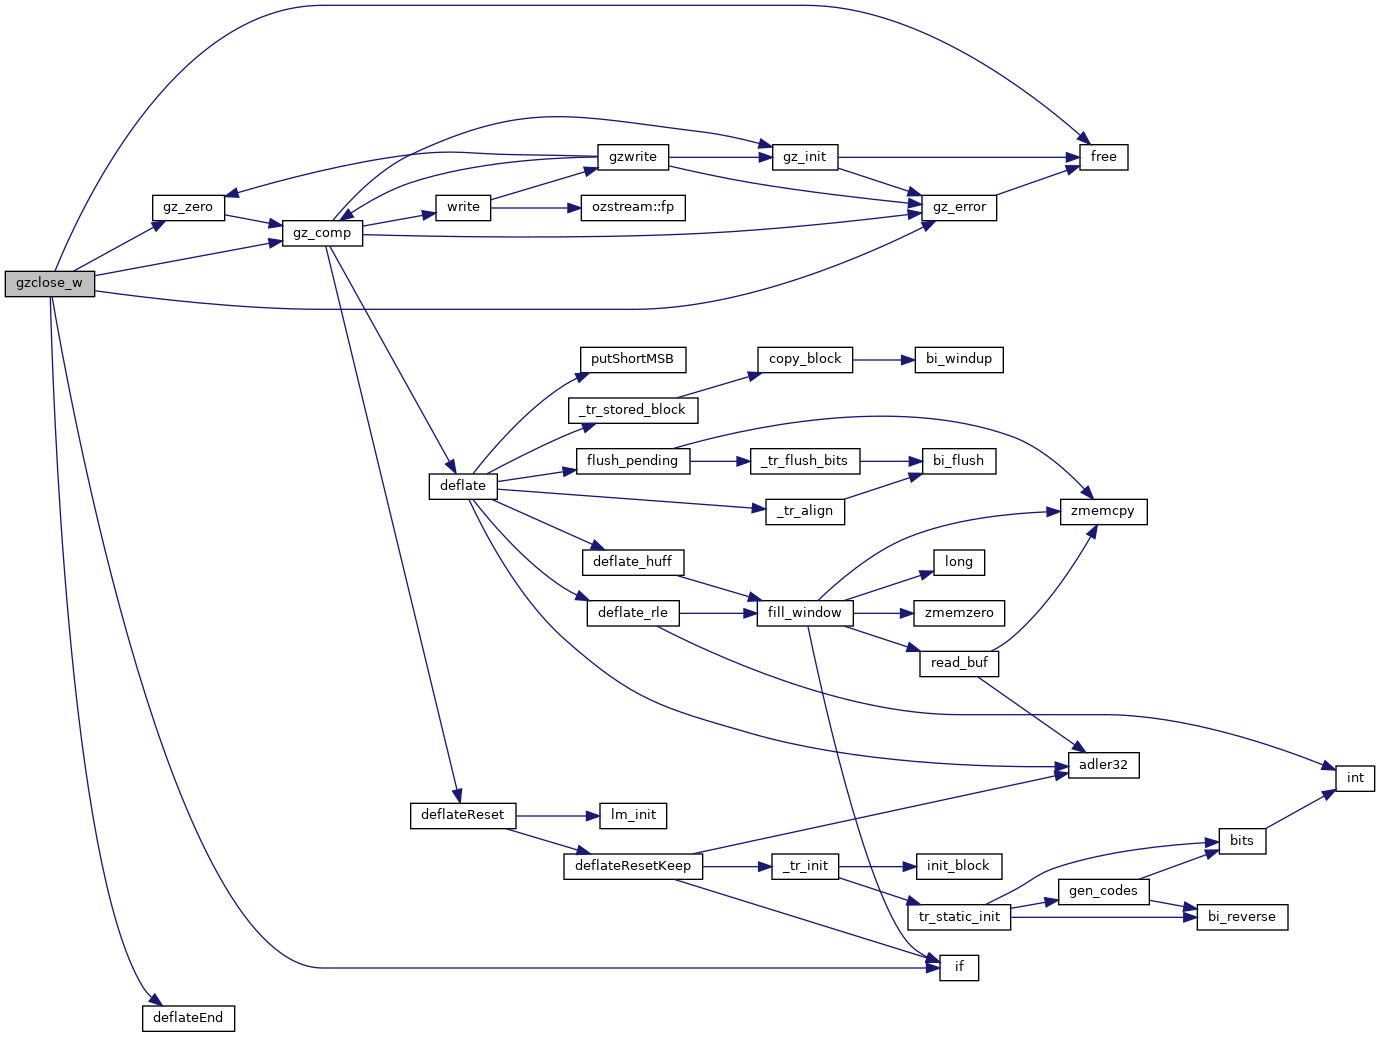 gzclose_w
gz_zero
gz_comp
write
gzwrite
ozstream::fp
gz_init
gz_error
free
deflate
putShortMSB
_tr_stored_block
copy_block
bi_windup
flush_pending
_tr_flush_bits
bi_flush
_tr_align
zmemcpy
deflate_huff
deflate_rle
fill_window
long
zmemzero
read_buf
adler32
int
deflateReset
lm_init
deflateResetKeep
_tr_init
init_block
tr_static_init
gen_codes
bits
bi_reverse
if
deflateEnd